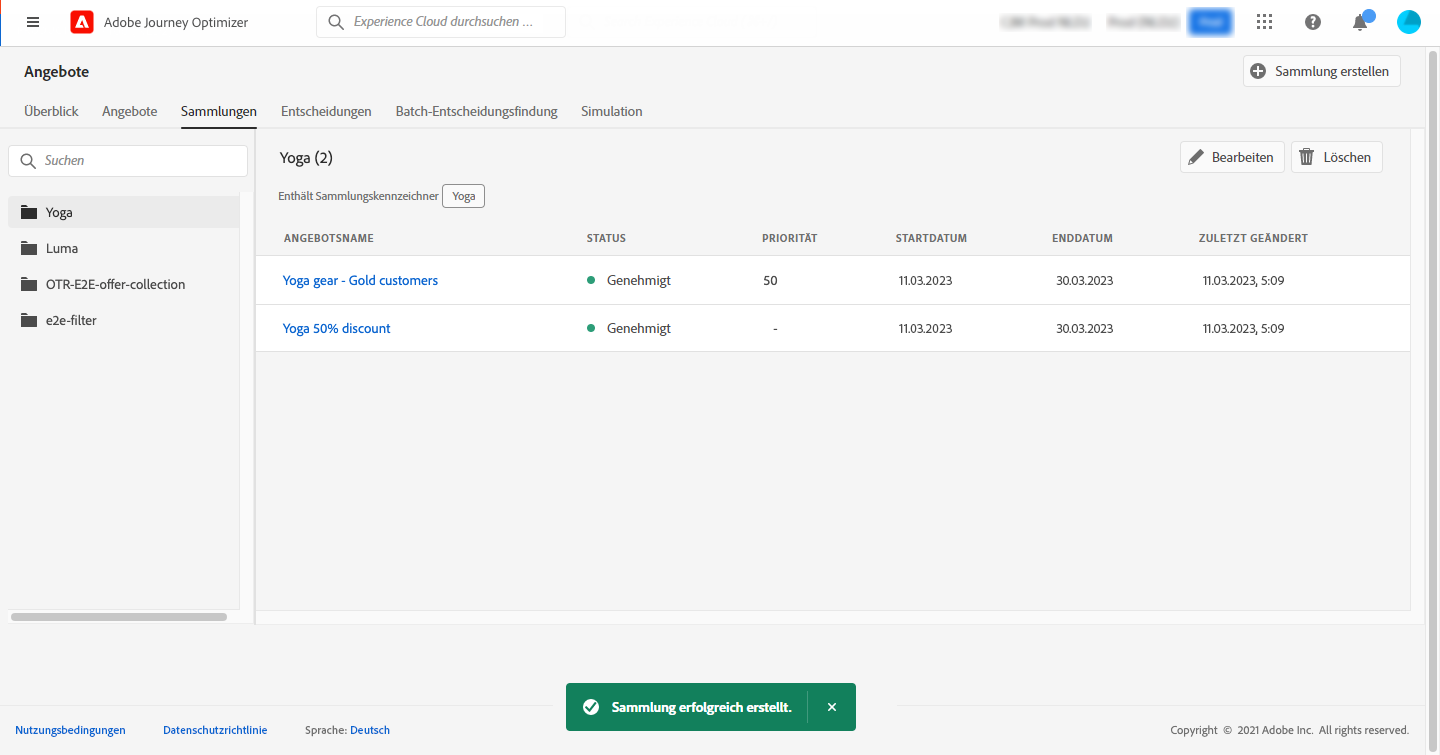 Adobe Journey Optimizer
Experience Cloud durchsuchen ...
Angebote
Sammlung erstellen
Überblick Angebote Sammlungen Entscheidungen Batch-Entscheidungsfindung Simulation
Suchen
Yoga
Luma
OTR-E2E-offer-collection
e2e-filter
Yoga (2)
Bearbeiten Löschen
Enthält Sammlungskennzeichner Yoga
ANGEBOTSNAME STATUS PRIORITÄT STARTDATUM ENDDATUM ZULETZT GEÄNDERT
Yoga gear - Gold customers Genehmigt 50 11.03.2023 30.03.2023 11.03.2023, 5:09
Yoga 50% discount Genehmigt - 11.03.2023 30.03.2023 11.03.2023, 5:09
Sammlung erfolgreich erstellt.
Nutzungsbedingungen Datenschutzrichtlinie Sprache: Deutsch
Copyright © 2021 Adobe Inc. All rights reserved.